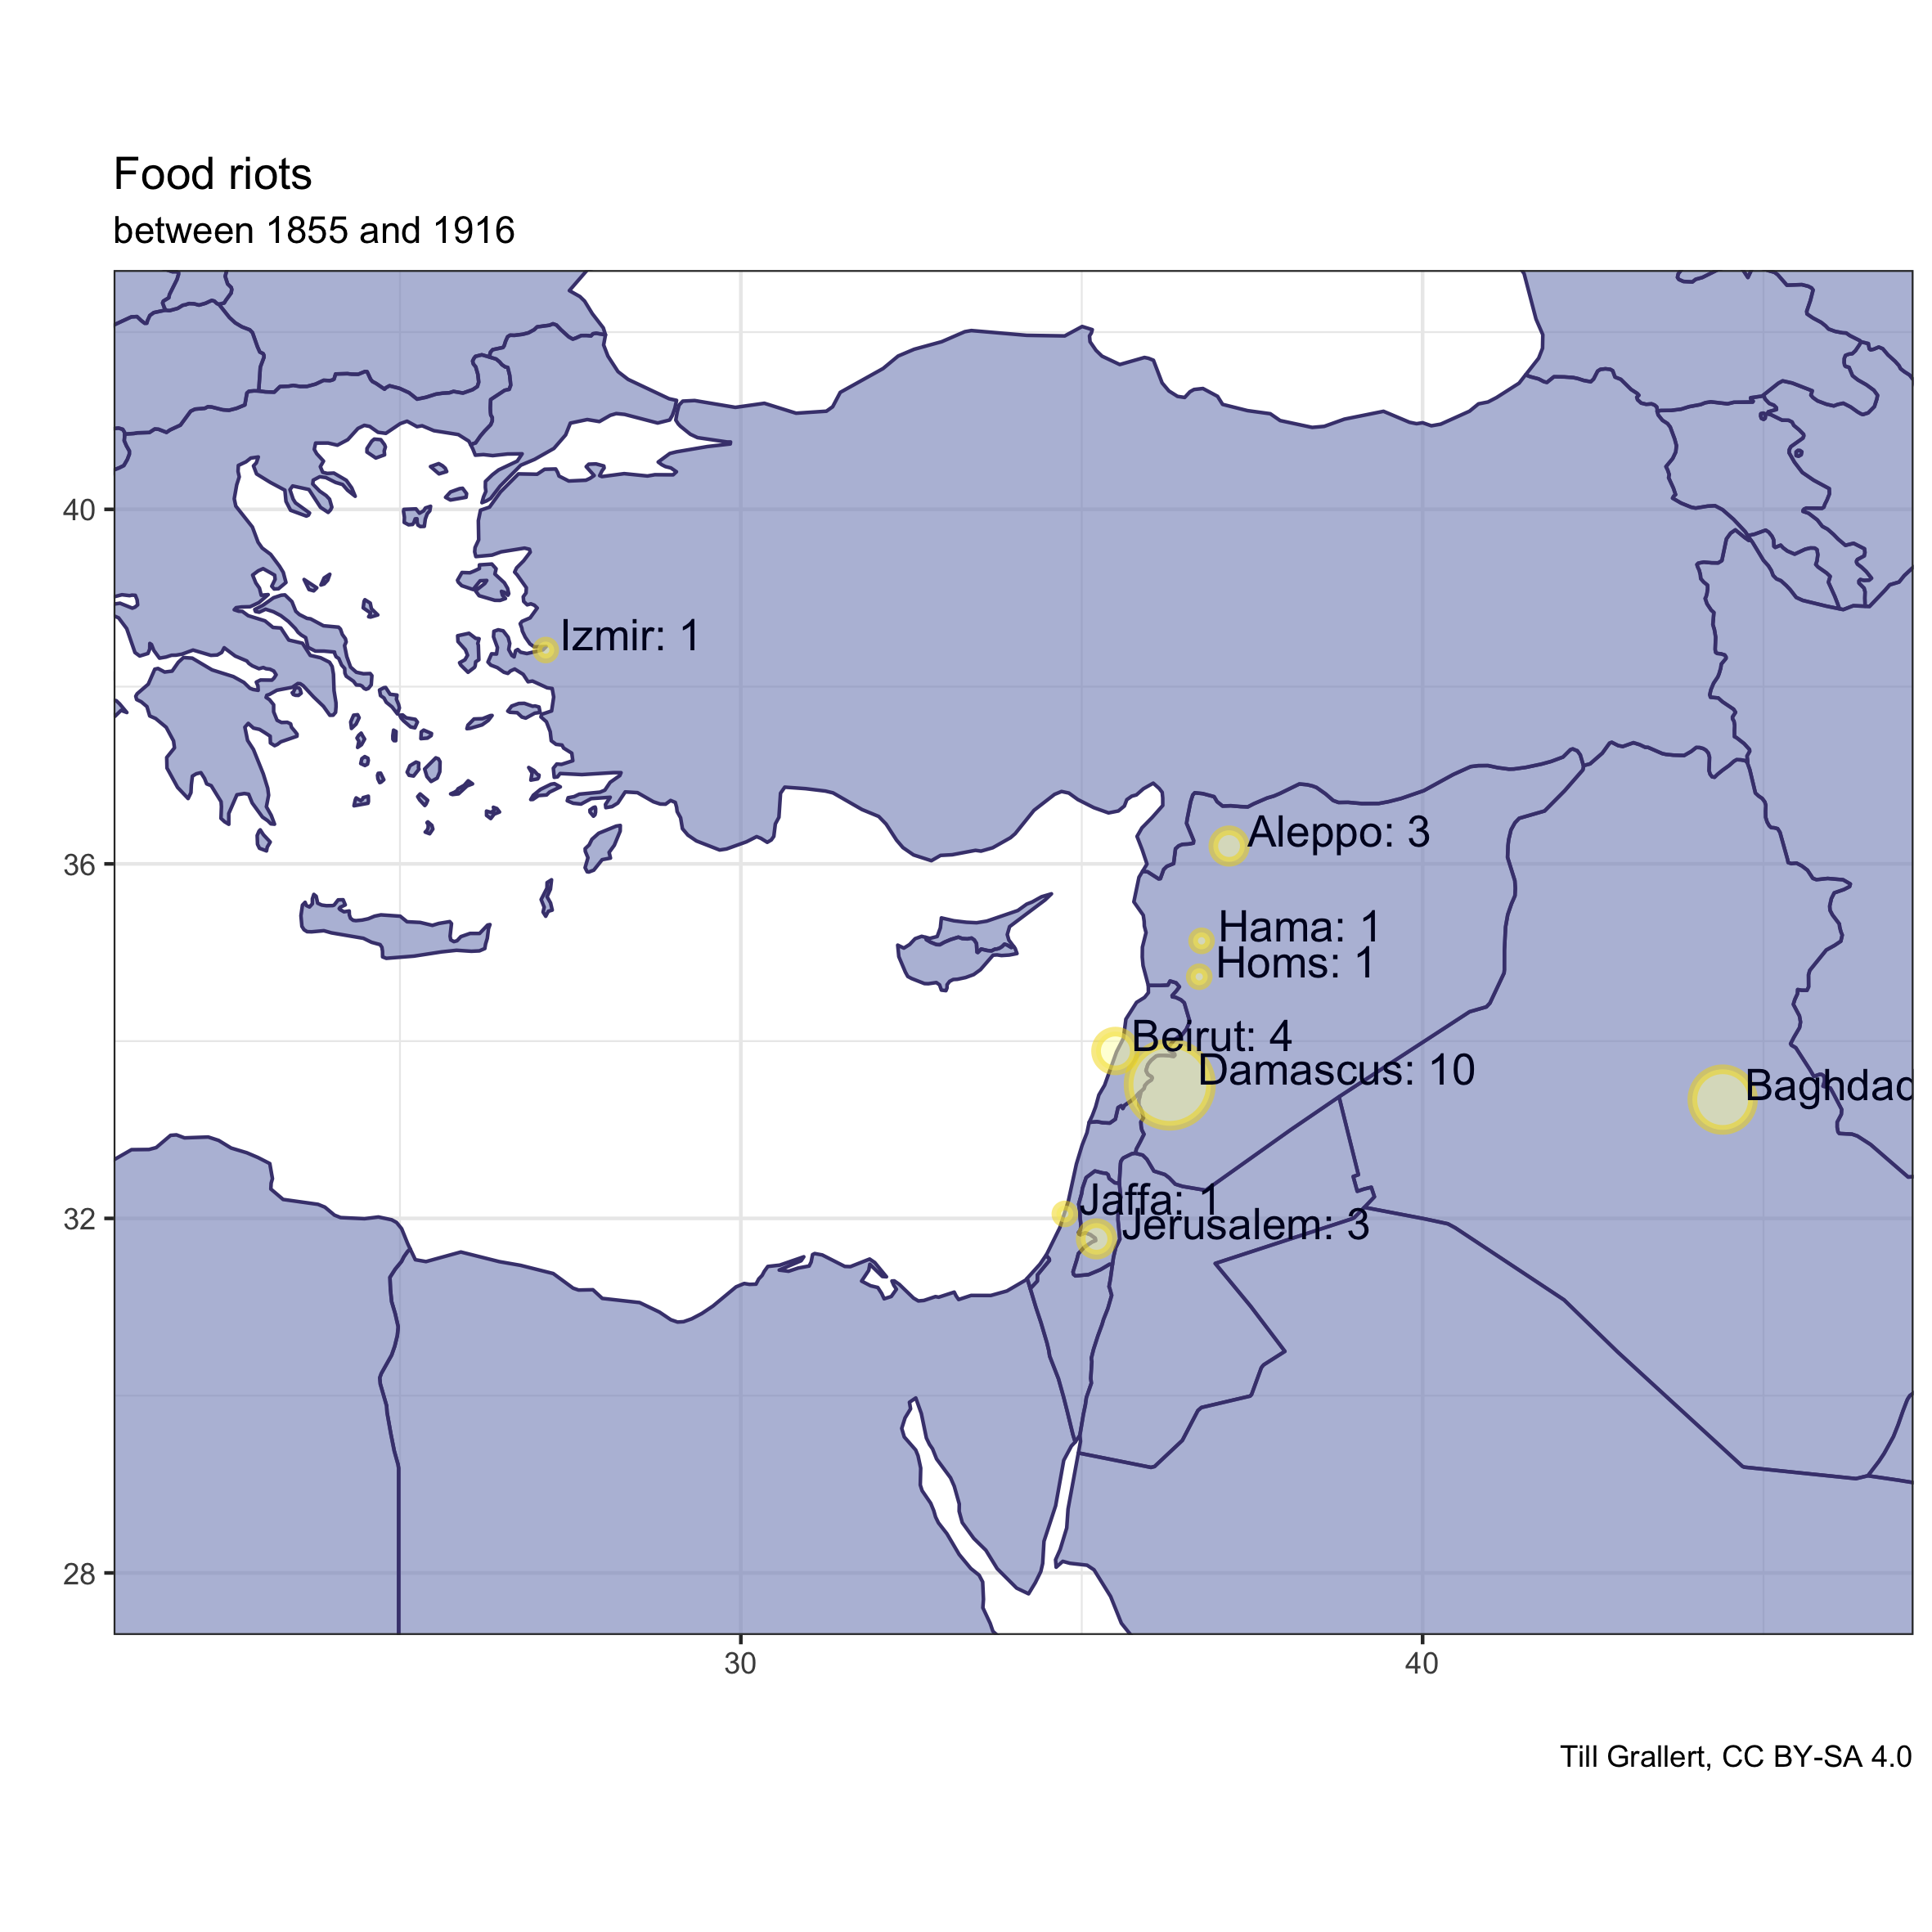 Food riots
between 1855 and 1916
40
36
32
28
30
40
Izmir: 1
Aleppo: 3
Hama: 1
Homs: 1
Beirut: 4
Damascus: 10
Jaffa: 1
Jerusalem: 3
Till Grallert, CC BY-SA 4.0